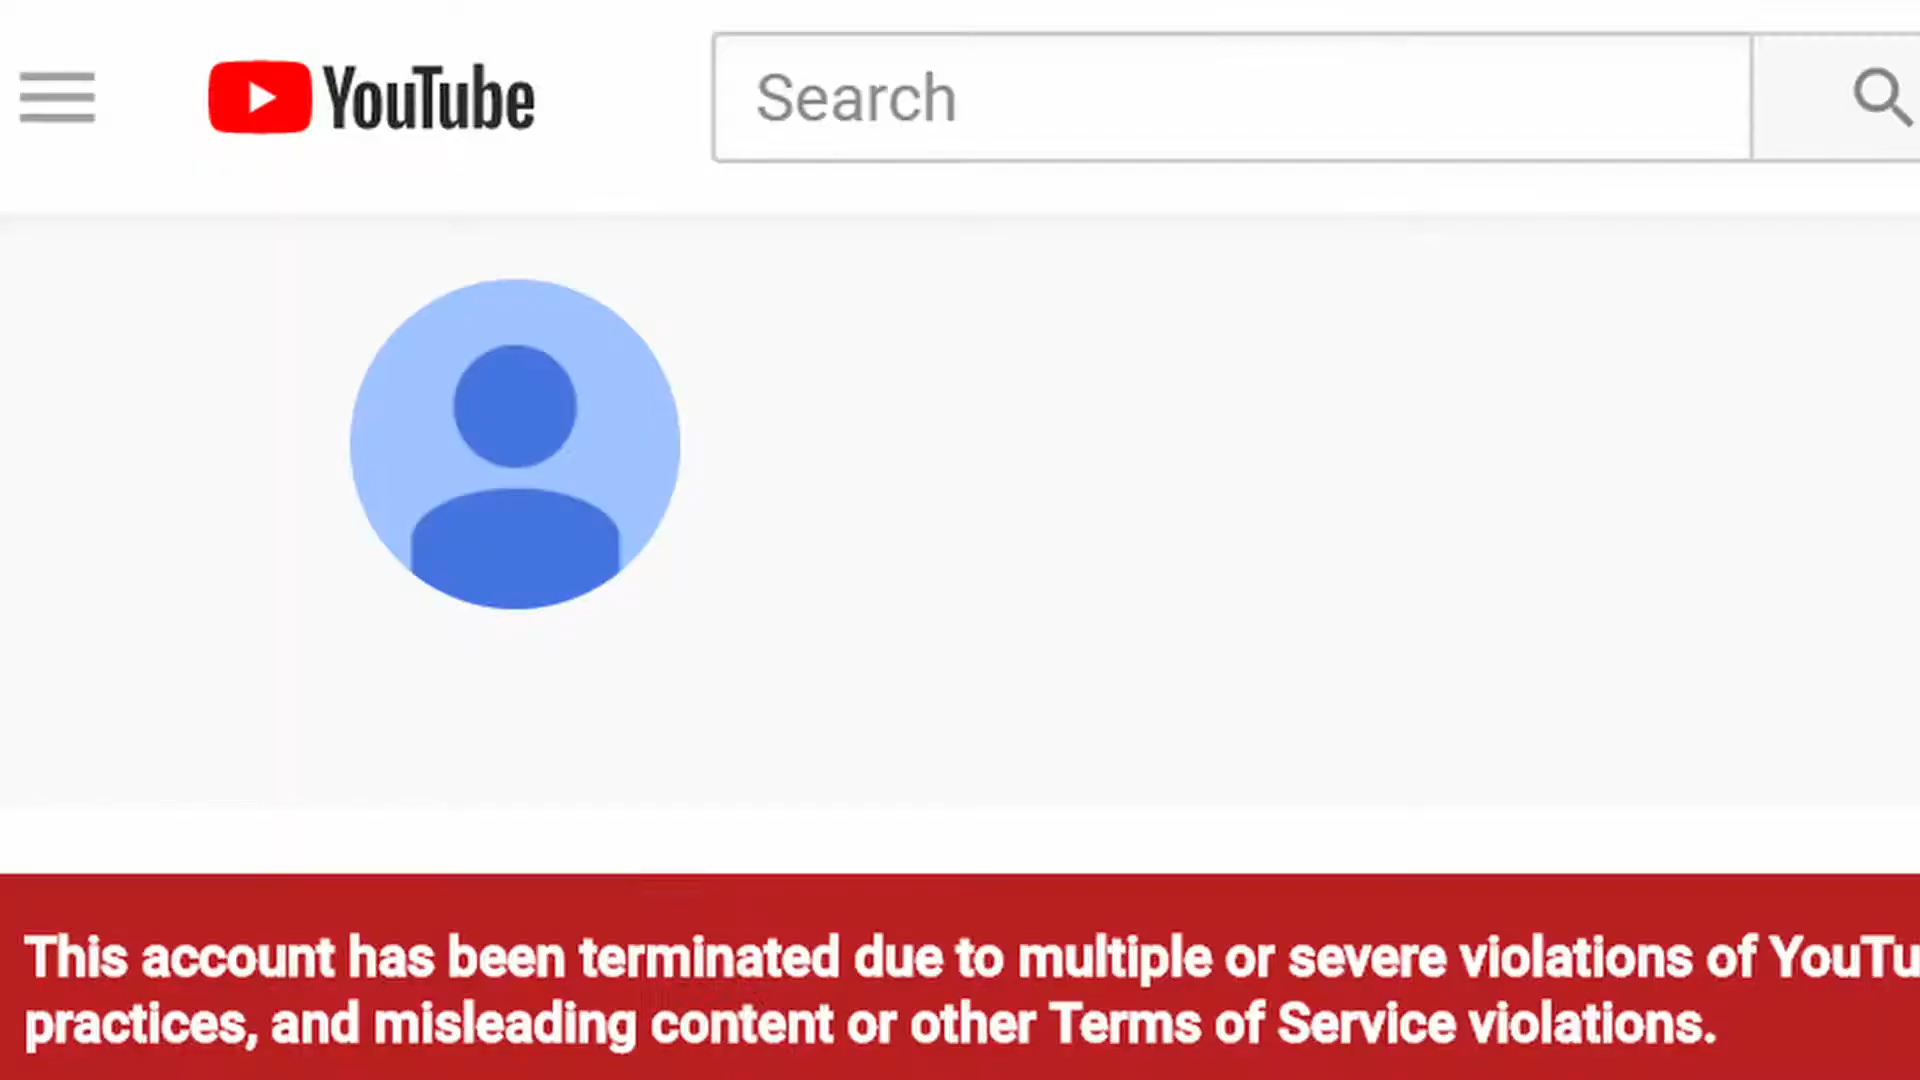 YouTube
Search
This account has been terminated due to multiple or severe violations of YouTu
practices, and misleading content or other Terms of Service violations.